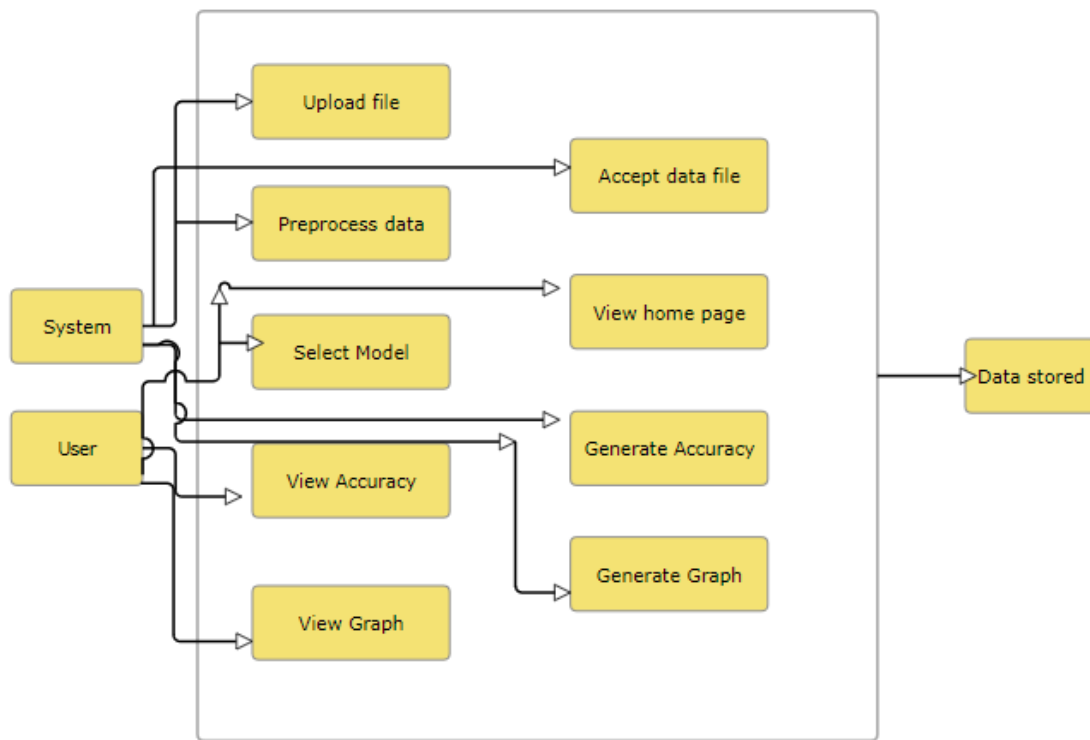 Upload file
Accept data file
Preprocess data
View home page
System
Select Model
Data stored
User
Generate Accuracy
View Accuracy
Generate Graph
View Graph